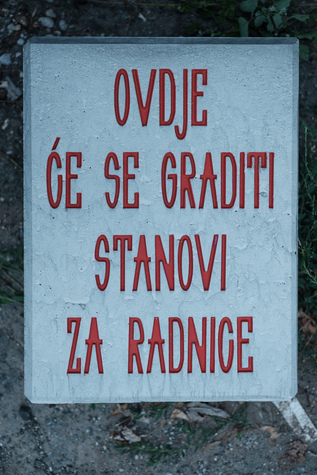 OVDJE
ĆE SE GRADITI
STANOVI
ZA RADNICE